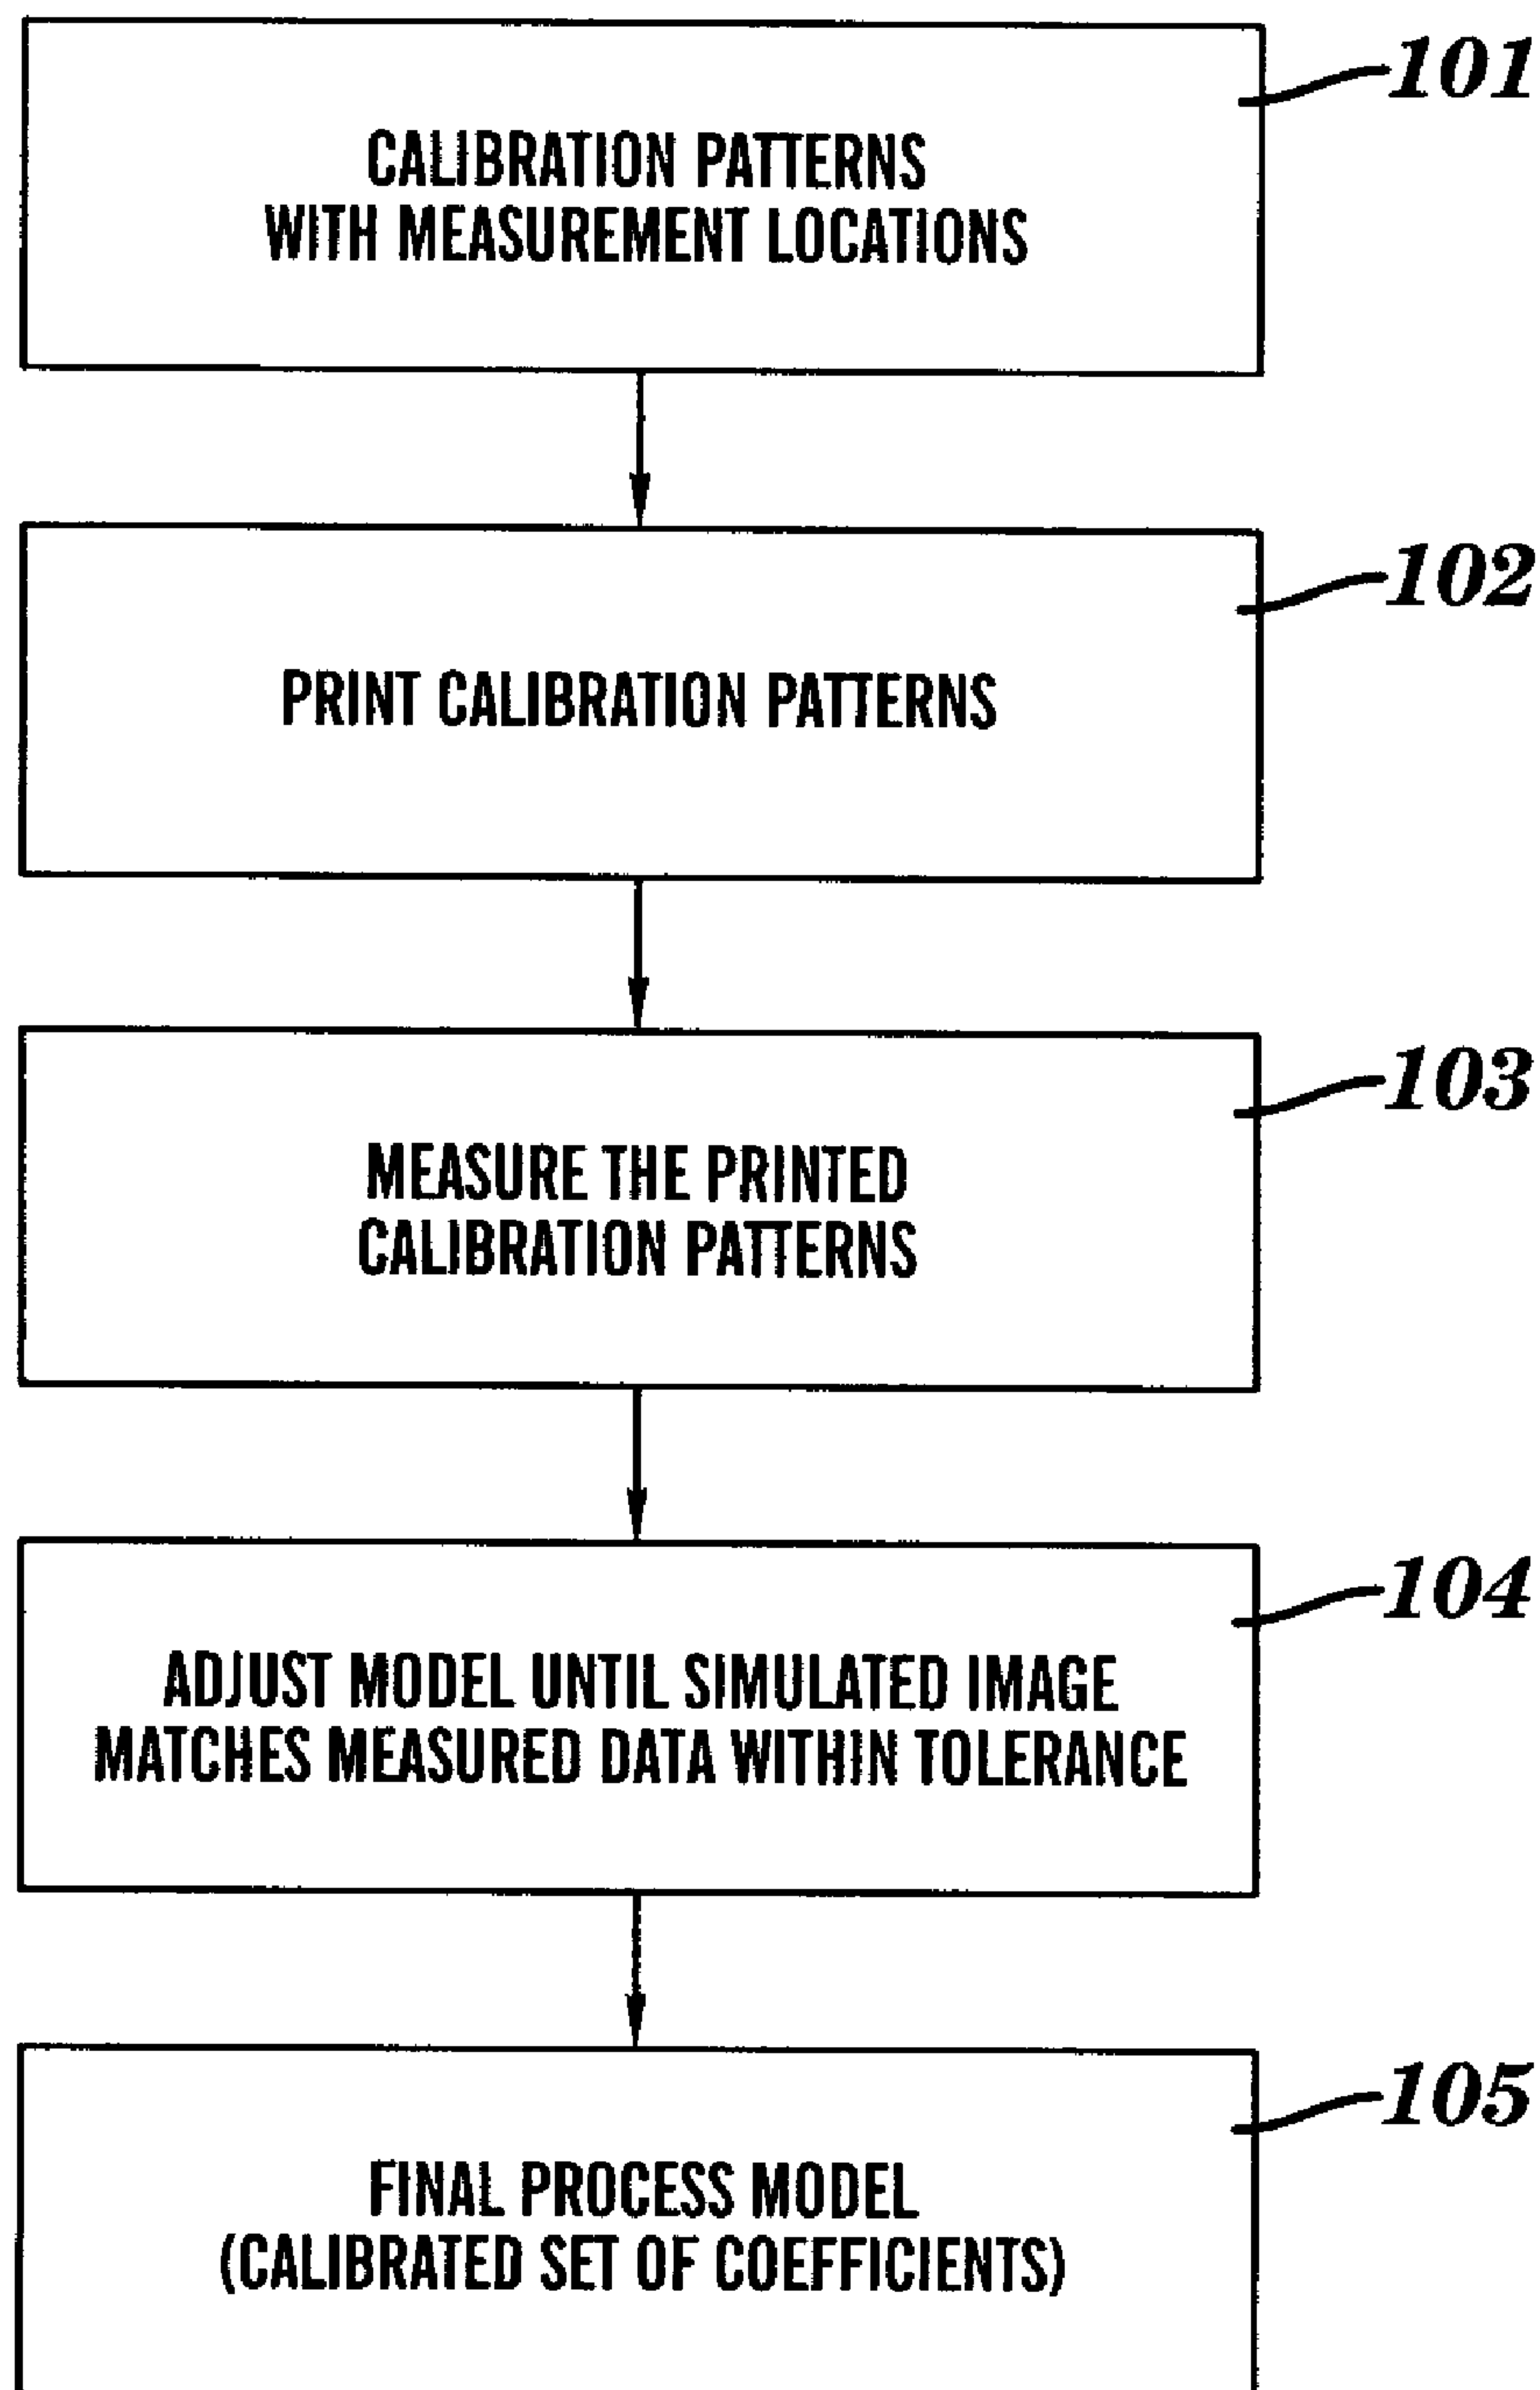 101
CALIBRATION PATTERNS
WITH MEASUREMENT LOCATIONS
102
PRINT CALIBRATION PATTERNS
103
MEASURE THE PRINTED
CALIBRATION PATTERNS
104
ADJUST MODEL UNTIL SIMULATED IMAGE
MATCHES MEASURED DATA WITHIN TOLERANCE
105
FINAL PROCESS MODEL
(CALIBRATED SET OF COEFFICIENTS)